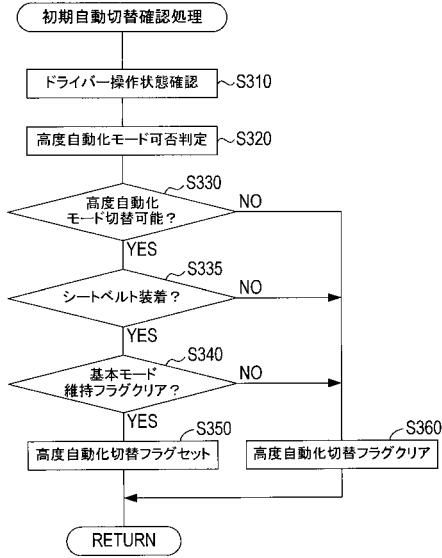 初期自動切替確認処理
ドライバー操作状態確認
S310
高度自動化モード可否判定
S320
S330
高度自動化
モード切替可能?
NO
YES
S335
シートベルト装着?
NO
YES
S340
基本モード
維持フラグクリア?
NO
YES
S350
高度自動化切替フラグセット
S360
高度自動化切替フラグクリア
RETURN